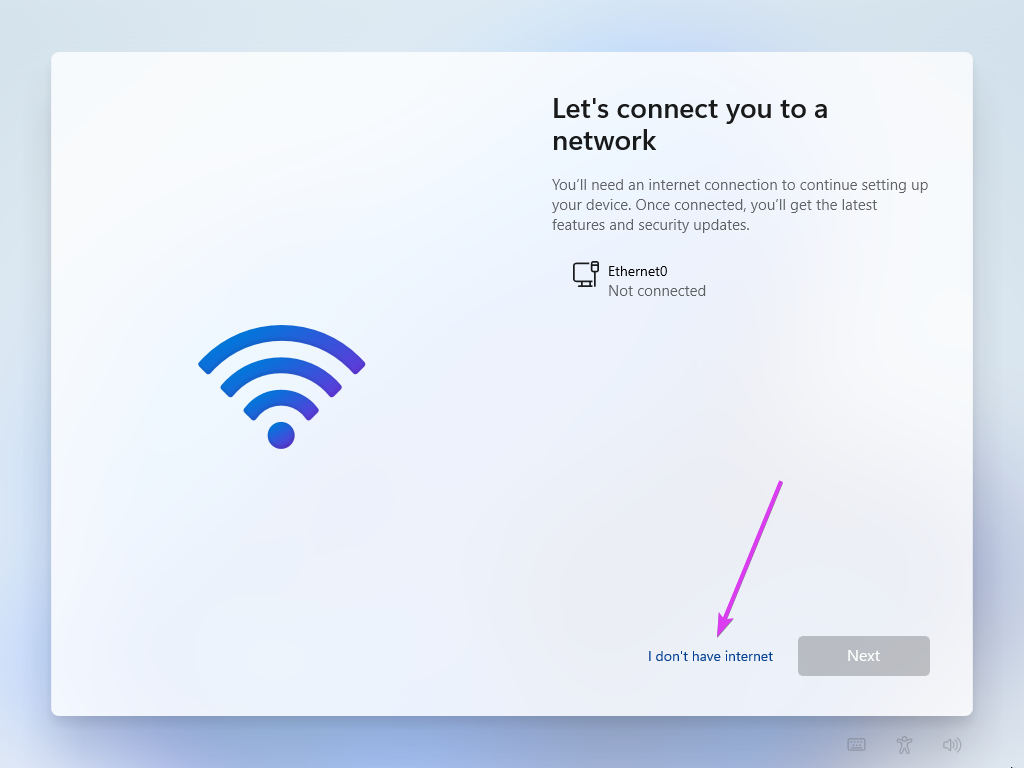 Let's connect you to a
network
You’ll need an internet connection to continue setting up
your device. Once connected, you’ll get the latest
features and security updates.
Ethernet0
Not connected
I don't have internet
Next